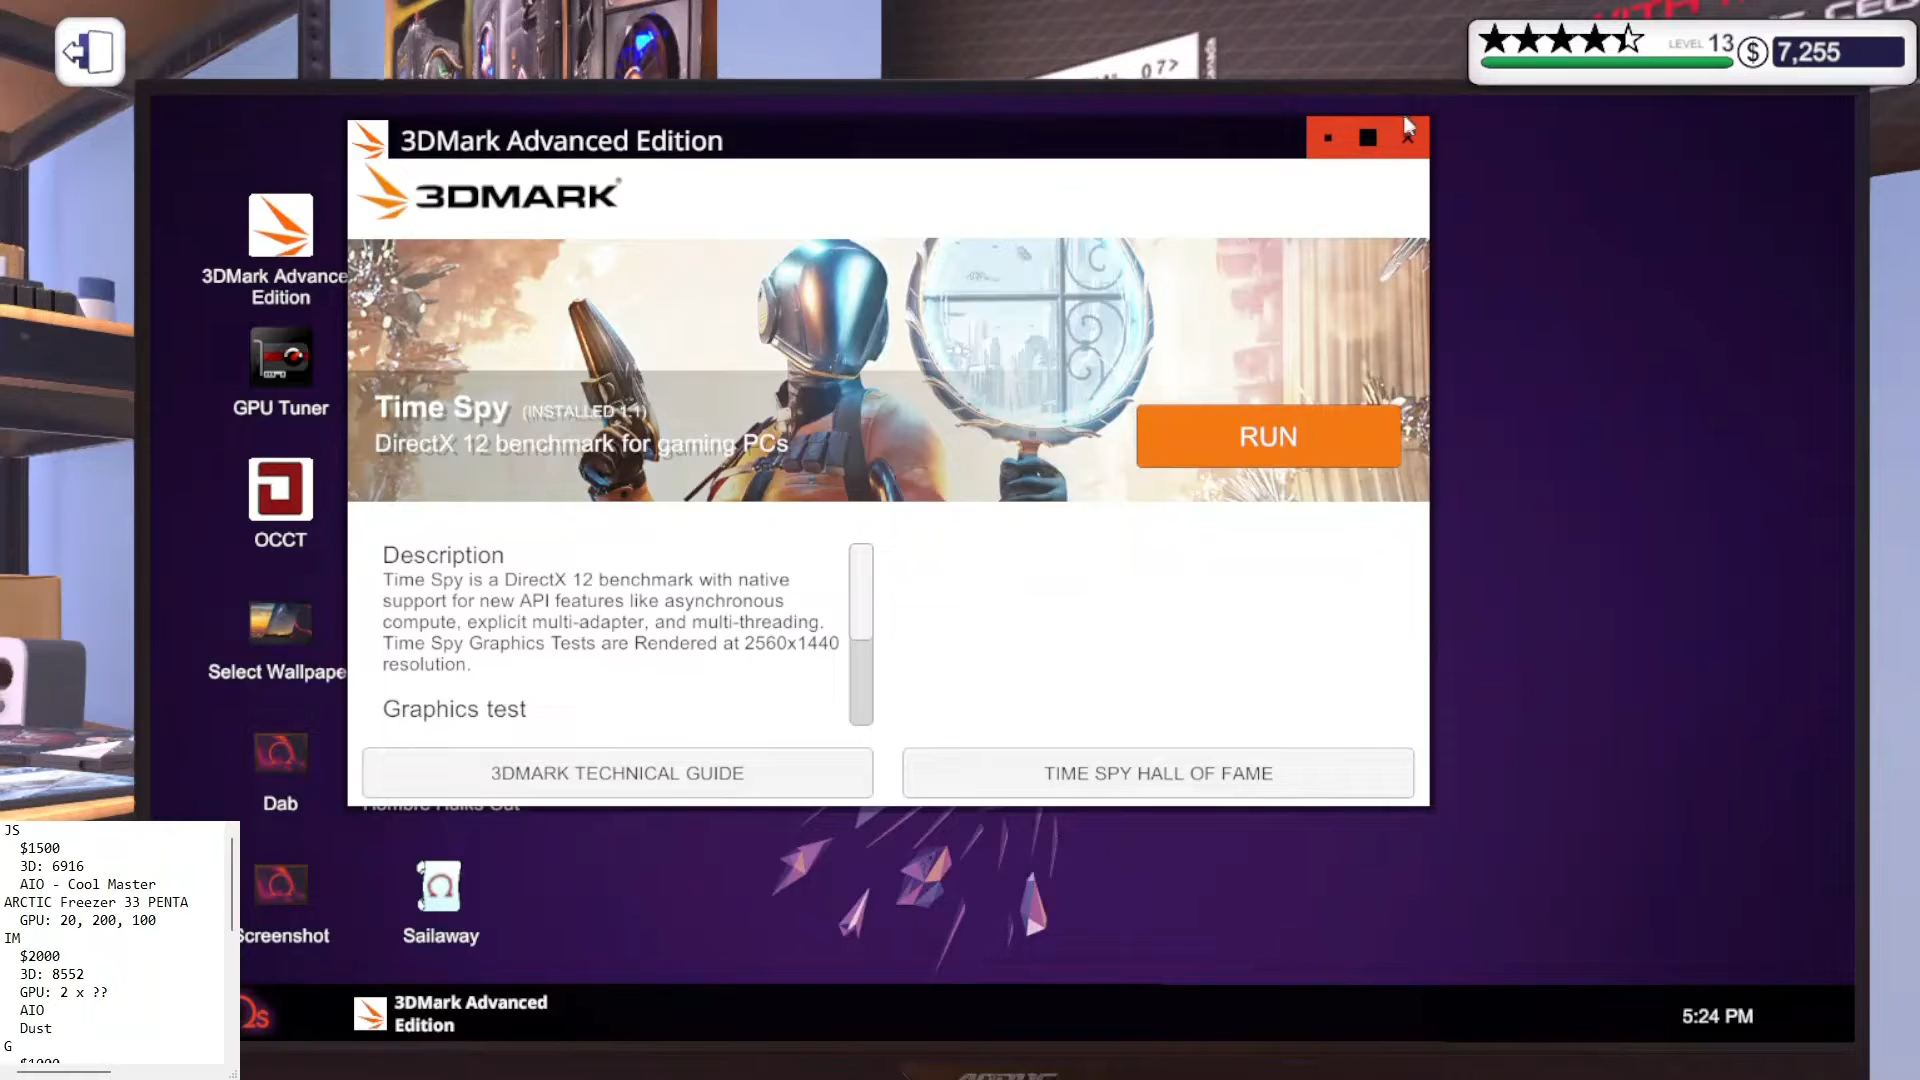 LEVEL 13
$ 7,255
07>
3DMark Advanced Edition
3DMARK
3DMark Advance
Edition
GPU Tuner
OCCT
Select Wallpape
Dab
Screenshot
Sailaway
Time Spy (INSTALLED 1.1)
DirectX 12 benchmark for gaming PCs
RUN
Description
Time Spy is a DirectX 12 benchmark with native
support for new API features like asynchronous
compute, explicit multi-adapter, and multi-threading.
Time Spy Graphics Tests are Rendered at 2560x1440
resolution.
Graphics test
3DMARK TECHNICAL GUIDE
TIME SPY HALL OF FAME
3DMark Advanced
Edition
5:24 PM
JS
$1500
3D: 6916
AIO - Cool Master
ARCTIC Freezer 33 PENTA
GPU: 20, 200, 100
IM
$2000
3D: 8552
GPU: 2 x ??
AIO
Dust
G